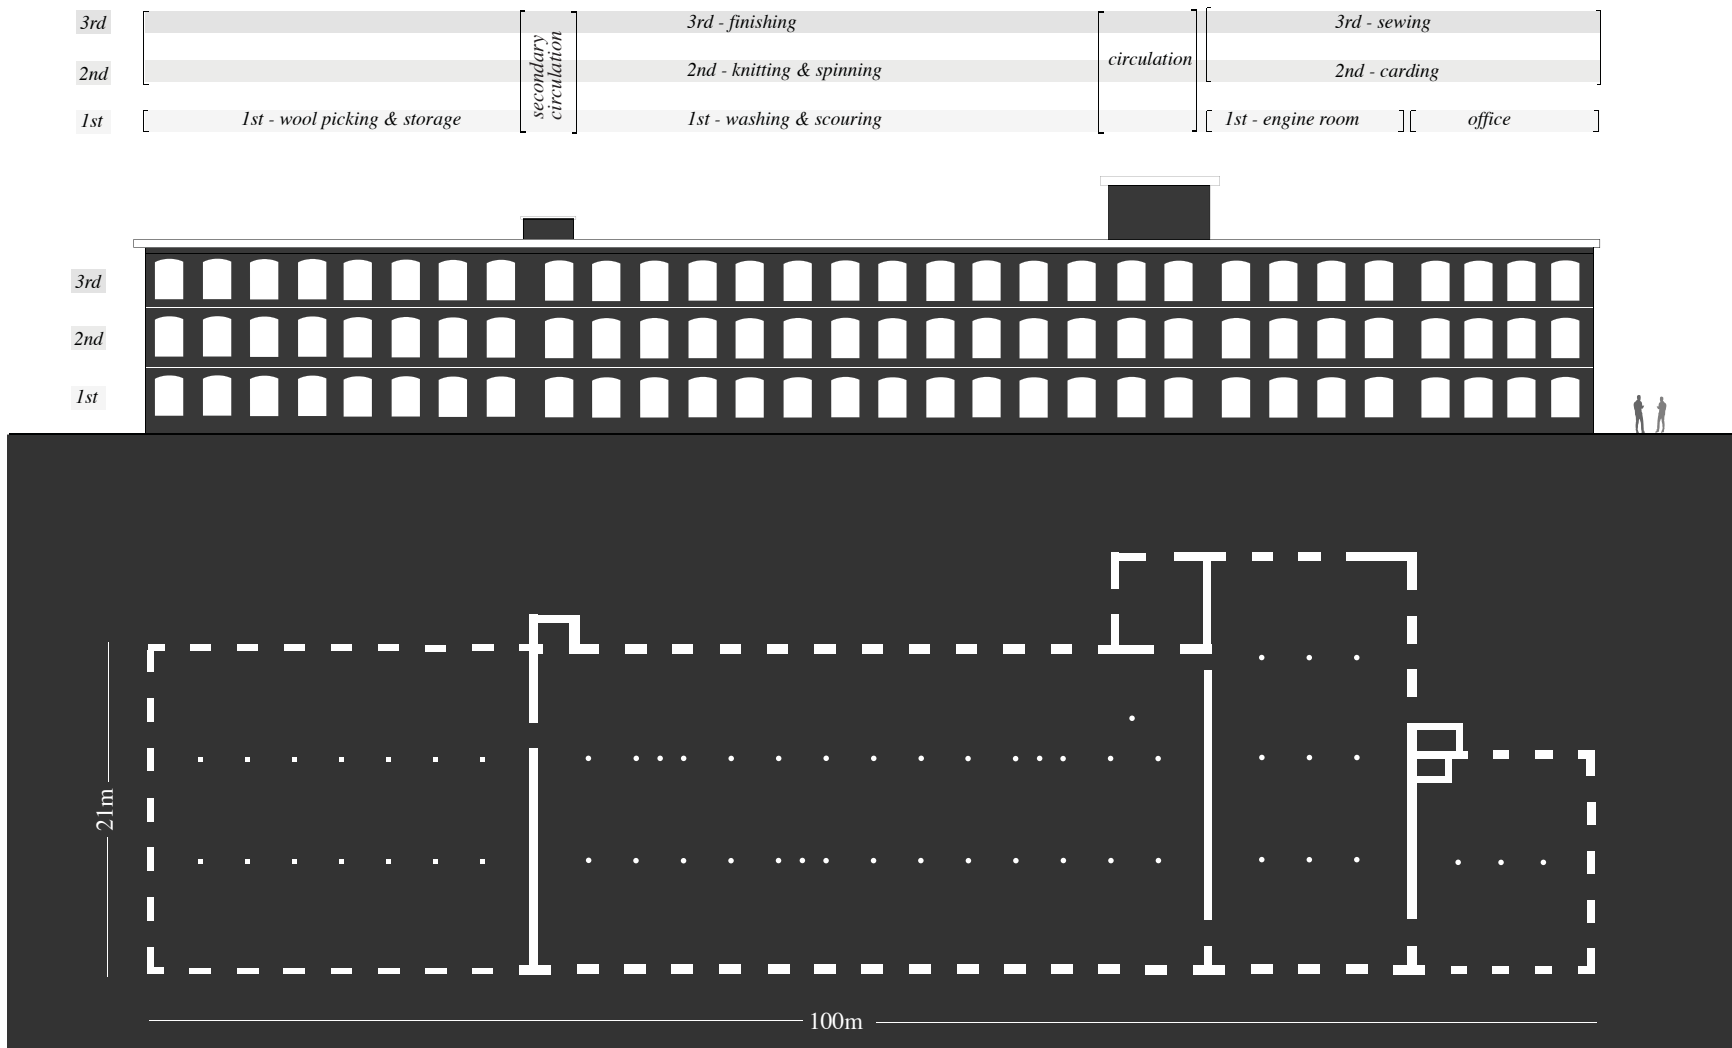 3rd
3rd - finishing
3rd - sewing
secondary
circulation
circulation
2nd
2nd - knitting & spinning
2nd - carding
1st
1st - wool picking & storage
1st - washing & scouring
1st - engine room
office
3rd
2nd
1st
21m
100m